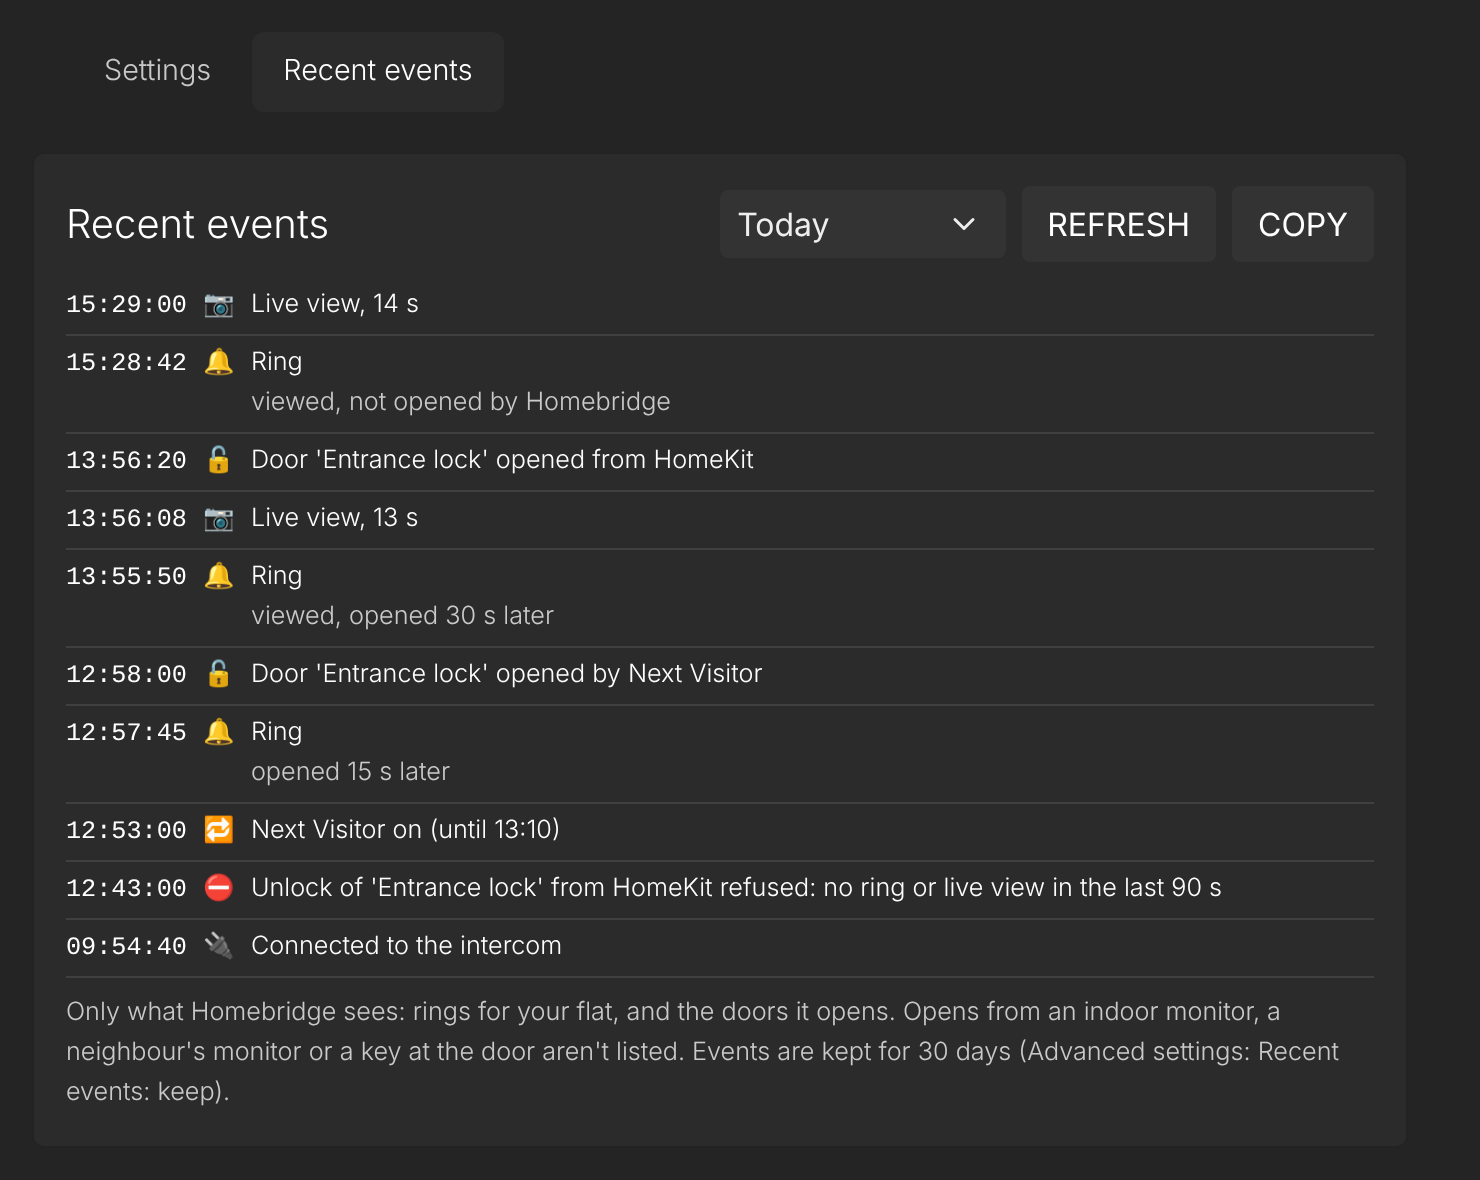 Settings
Recent events
Recent events
Today
REFRESH
COPY
15:29:00 📷 Live view, 14 s
15:28:42 🔔 Ring
viewed, not opened by Homebridge
13:56:20 🔓 Door 'Entrance lock' opened from HomeKit
13:56:08 📷 Live view, 13 s
13:55:50 🔔 Ring
viewed, opened 30 s later
12:58:00 🔓 Door 'Entrance lock' opened by Next Visitor
12:57:45 🔔 Ring
opened 15 s later
12:53:00 🔁 Next Visitor on (until 13:10)
12:43:00 ⛔ Unlock of 'Entrance lock' from HomeKit refused: no ring or live view in the last 90 s
09:54:40 🔌 Connected to the intercom
Only what Homebridge sees: rings for your flat, and the doors it opens. Opens from an indoor monitor, a
neighbour's monitor or a key at the door aren't listed. Events are kept for 30 days (Advanced settings: Recent
events: keep).